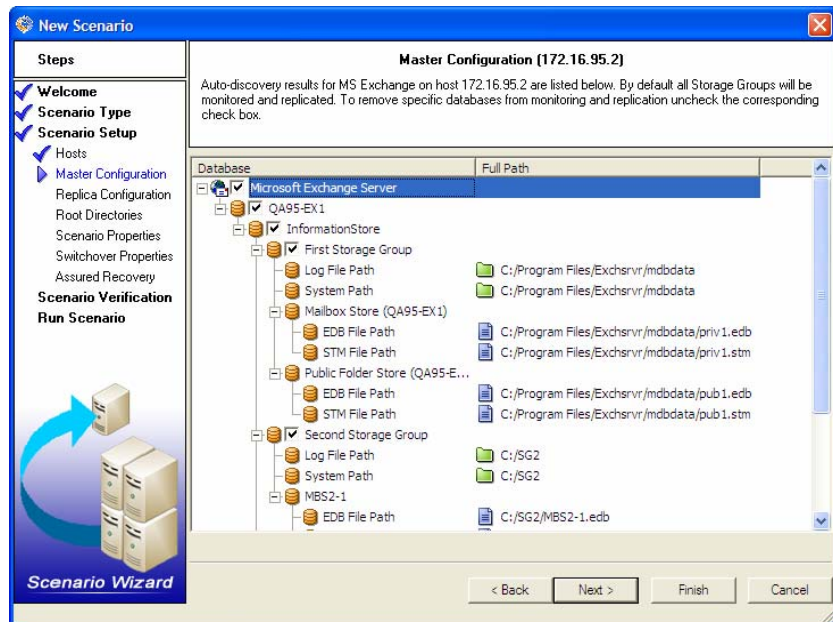 New Scenario
Steps
Welcome
Scenario Type
Scenario Setup
Hosts
Master Configuration
Replica Configuration
Root Directories
Scenario Properties
Switchover Properties
Assured Recovery
Scenario Verification
Run Scenario
Scenario Wizard
Master Configuration (172.16.95.2)
Auto-discovery results for MS Exchange on host 172.16.95.2 are listed below. By default all Storage Groups will be
monitored and replicated. To remove specific databases from monitoring and replication uncheck the corresponding
check box.
Database Full Path
Microsoft Exchange Server
QA95-EX1
InformationStore
First Storage Group
Log File Path C:/Program Files/Exchsrvr/mdbdata
System Path C:/Program Files/Exchsrvr/mdbdata
Mailbox Store (QA95-EX1)
EDB File Path C:/Program Files/Exchsrvr/mdbdata/priv1.edb
STM File Path C:/Program Files/Exchsrvr/mdbdata/priv1.stm
Public Folder Store (QA95-E...
EDB File Path C:/Program Files/Exchsrvr/mdbdata/pub1.edb
STM File Path C:/Program Files/Exchsrvr/mdbdata/pub1.stm
Second Storage Group
Log File Path C:/SG2
System Path C:/SG2
MBS2-1
EDB File Path C:/SG2/MBS2-1.edb
< Back Next > Finish Cancel